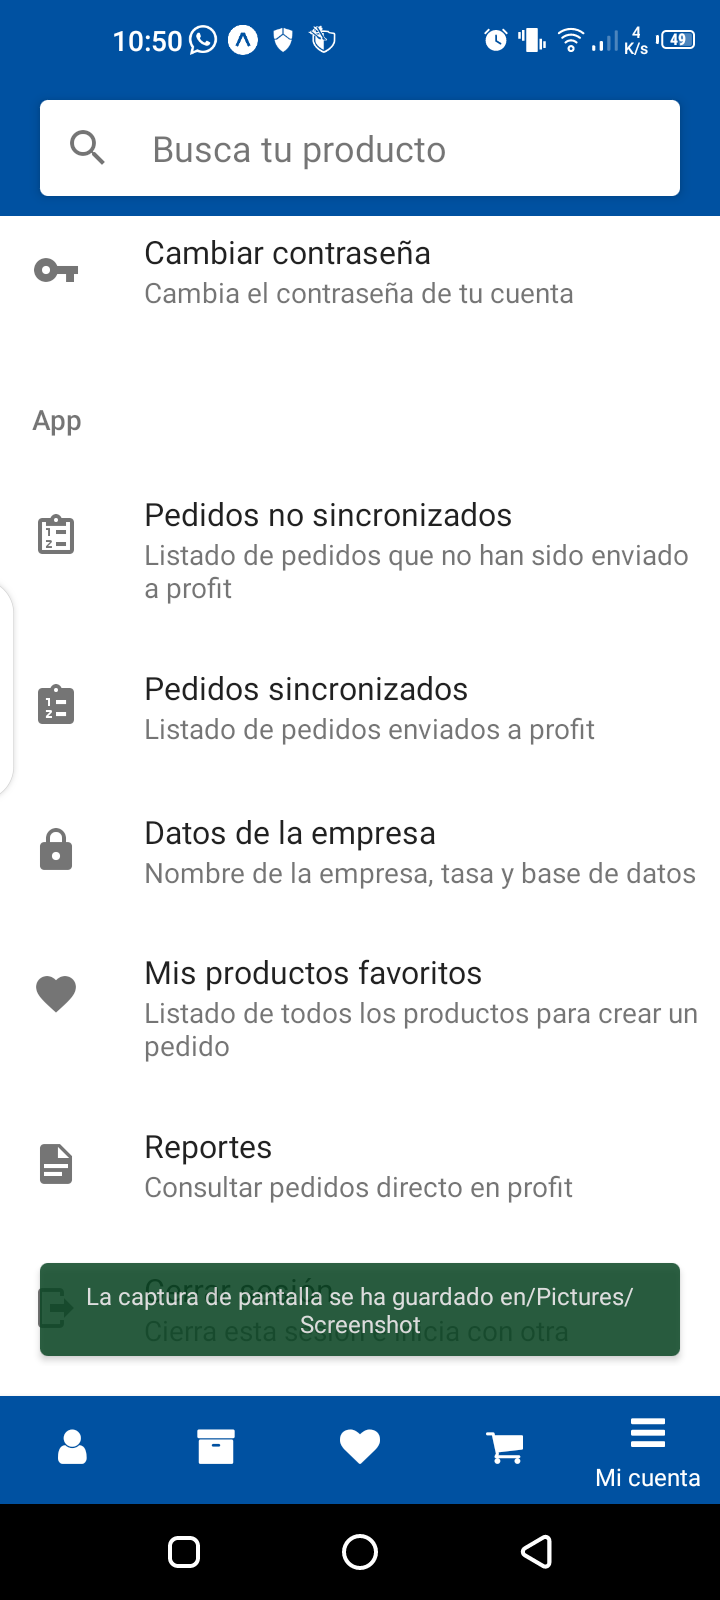 10:50
4
K/s
49
Busca tu producto
Cambiar contraseña
Cambia el contraseña de tu cuenta
App
Pedidos no sincronizados
Listado de pedidos que no han sido enviado
a profit
Pedidos sincronizados
Listado de pedidos enviados a profit
Datos de la empresa
Nombre de la empresa, tasa y base de datos
Mis productos favoritos
Listado de todos los productos para crear un
pedido
Reportes
Consultar pedidos directo en profit
Cerrar sesión
Cierra esta sesión e inicia con otra
La captura de pantalla se ha guardado en/Pictures/
Screenshot
Mi cuenta